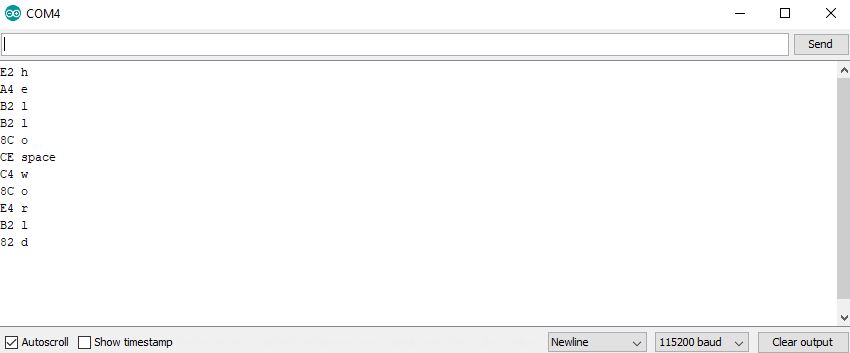 COM4
Send
E2 h
A4 e
B2 l
B2 l
8C o
CE space
C4 w
8C o
E4 r
B2 l
82 d
Autoscroll Show timestamp Newline 115200 baud Clear output